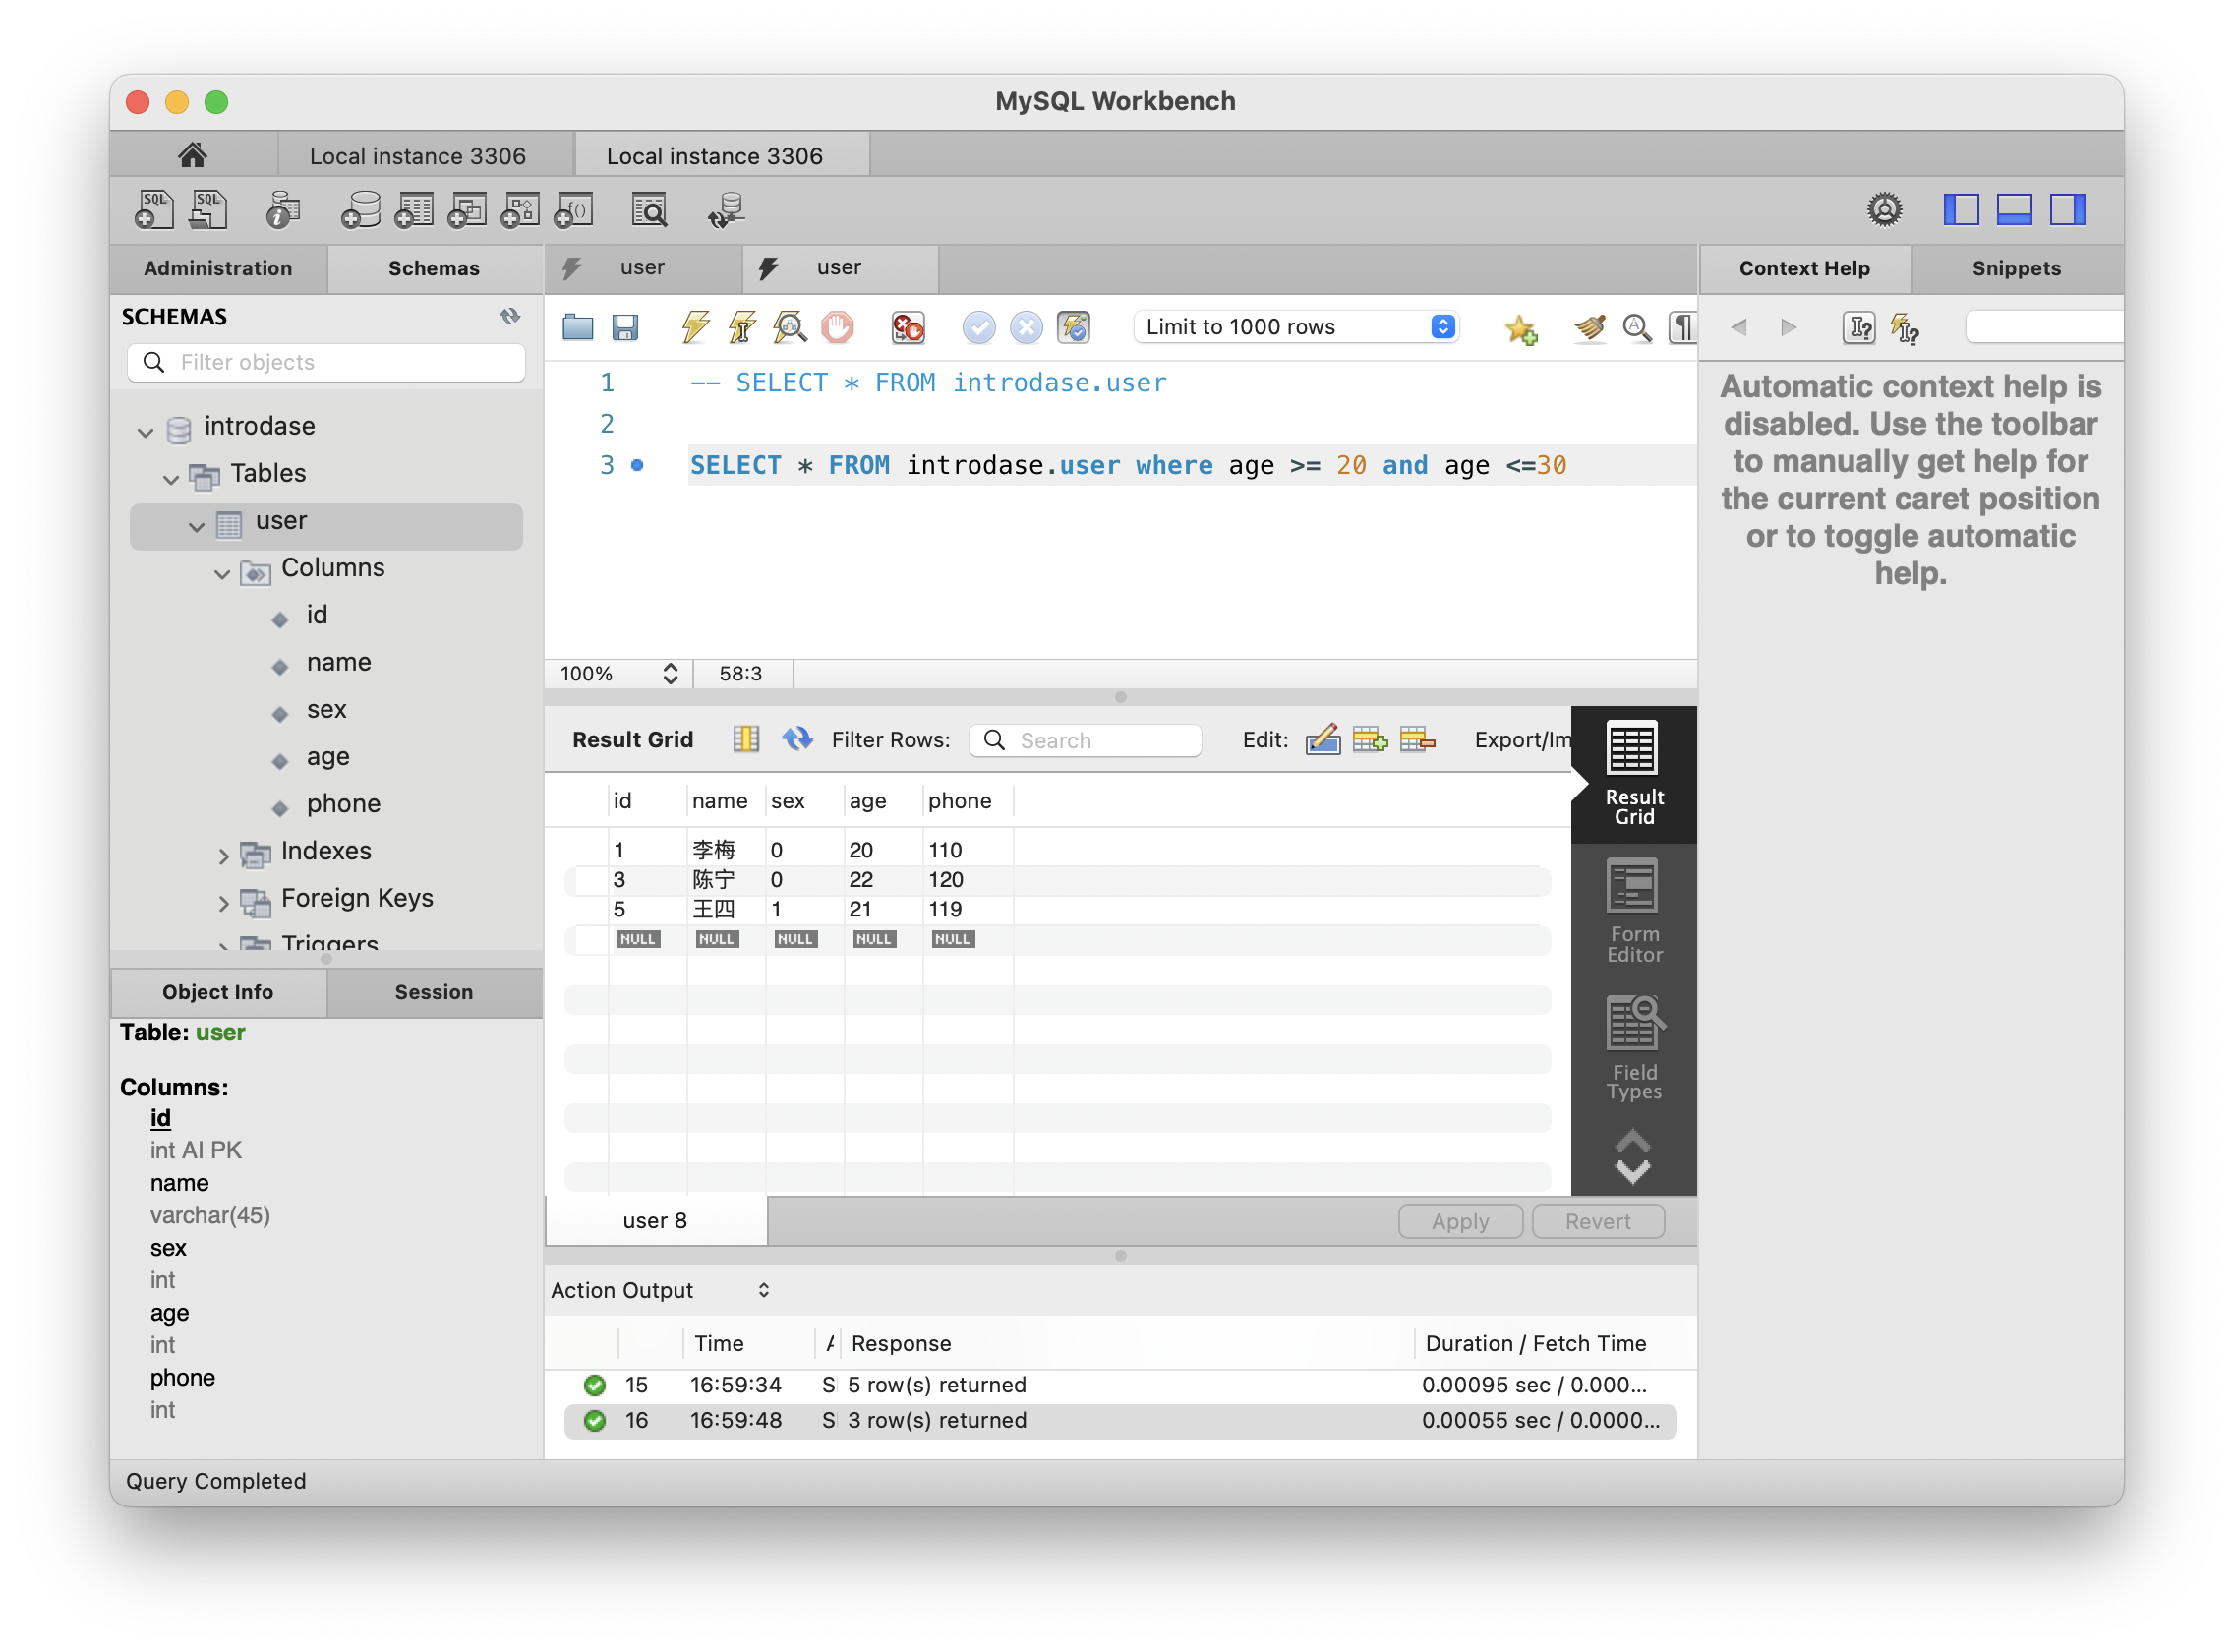 MySQL Workbench
Local instance 3306
Local instance 3306
Administration
Schemas
SCHEMAS
Filter objects
introdase
Tables
user
Columns
id
name
sex
age
phone
Indexes
Foreign Keys
Triggers
Object Info
Session
Table: user
Columns:
id
int AI PK
name
varchar(45)
sex
int
age
int
phone
int
user
user
Limit to 1000 rows
1 -- SELECT * FROM introdase.user
2
3 SELECT * FROM introdase.user where age >= 20 and age <=30
100%
58:3
Result Grid
Filter Rows:
Search
Edit:
Export/Im
id name sex age phone
1 李梅 0 20 110
3 陈宁 0 22 120
5 王四 1 21 119
NULL NULL NULL NULL NULL
Result
Grid
Form
Editor
Field
Types
user 8
Apply
Revert
Action Output
Time Response Duration / Fetch Time
15 16:59:34 5 row(s) returned 0.00095 sec / 0.000...
16 16:59:48 3 row(s) returned 0.00055 sec / 0.0000...
Context Help
Snippets
Automatic context help is
disabled. Use the toolbar
to manually get help for
the current caret position
or to toggle automatic
help.
Query Completed